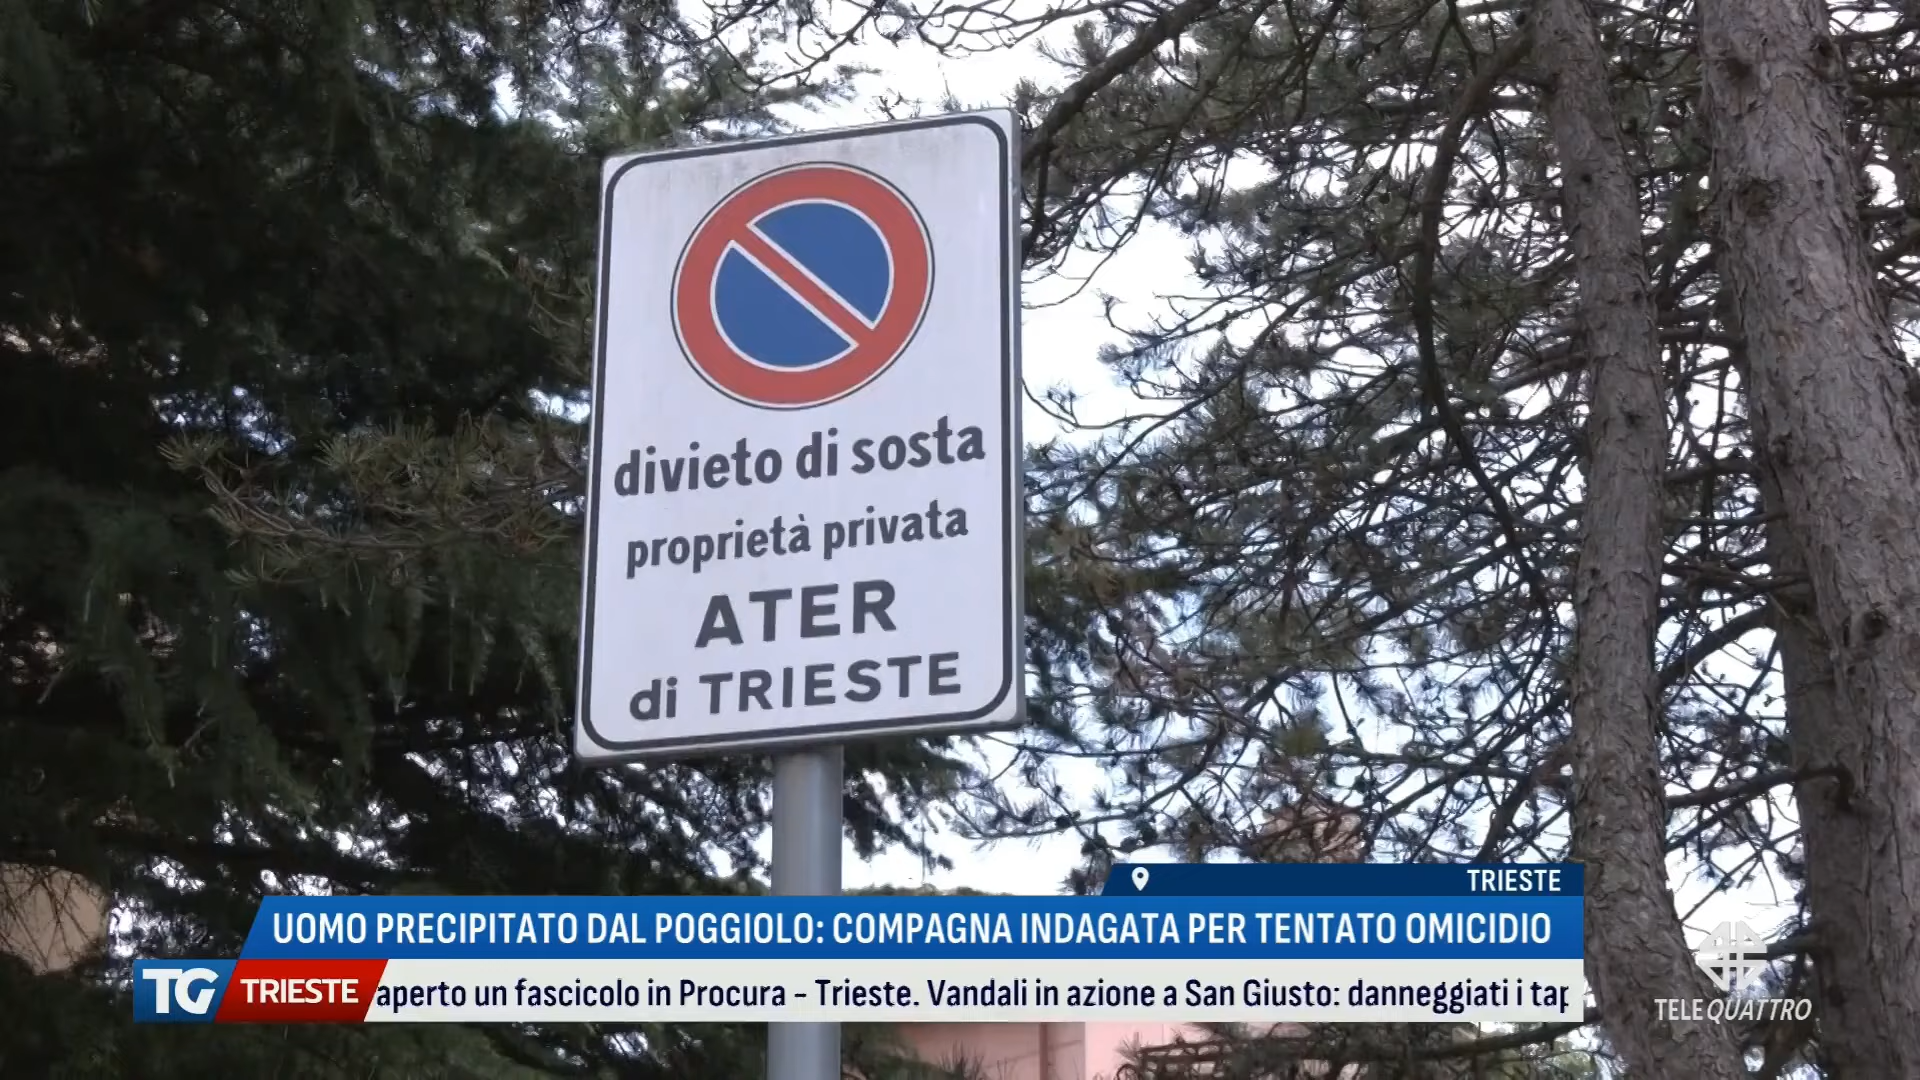 divieto di sosta
proprietà privata
ATER
di TRIESTE
TRIESTE
UOMO PRECIPITATO DAL POGGIOLO: COMPAGNA INDAGATA PER TENTATO OMICIDIO
TG TRIESTE
aperto un fascicolo in Procura - Trieste. Vandali in azione a San Giusto: danneggiati i
TELEQUATTRO